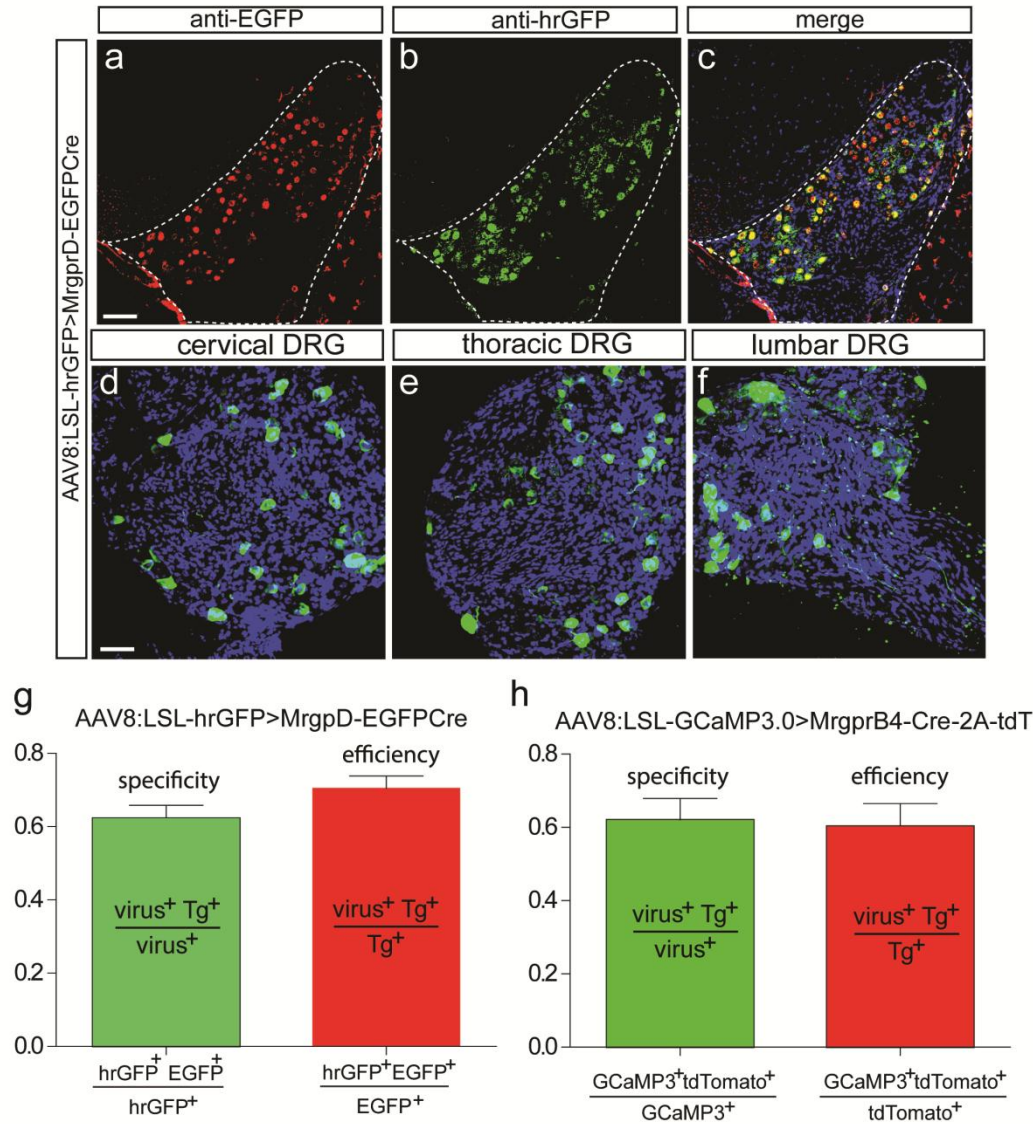 anti-EGFP
anti-hrGFP
merge
AAV8:LSL-hrGFP>MrgprD-EGFPCre
a
b
c
cervical DRG
thoracic DRG
lumbar DRG
d
e
f
g
AAV8:LSL-hrGFP>MrgpD-EGFPCre
0.8
0.6
0.4
0.2
0.0
specificity
efficiency
virus+ Tg+
virus+
virus+ Tg+
Tg+
hrGFP+ EGFP+
hrGFP+
hrGFP+EGFP+
EGFP+
h
AAV8:LSL-GCaMP3.0>MrgprB4-Cre-2A-tdT
0.8
0.6
0.4
0.2
0.0
specificity
efficiency
virus+ Tg+
virus+
virus+ Tg+
Tg+
GCaMP3+tdTomato+
GCaMP3+
GCaMP3+tdTomato+
tdTomato+